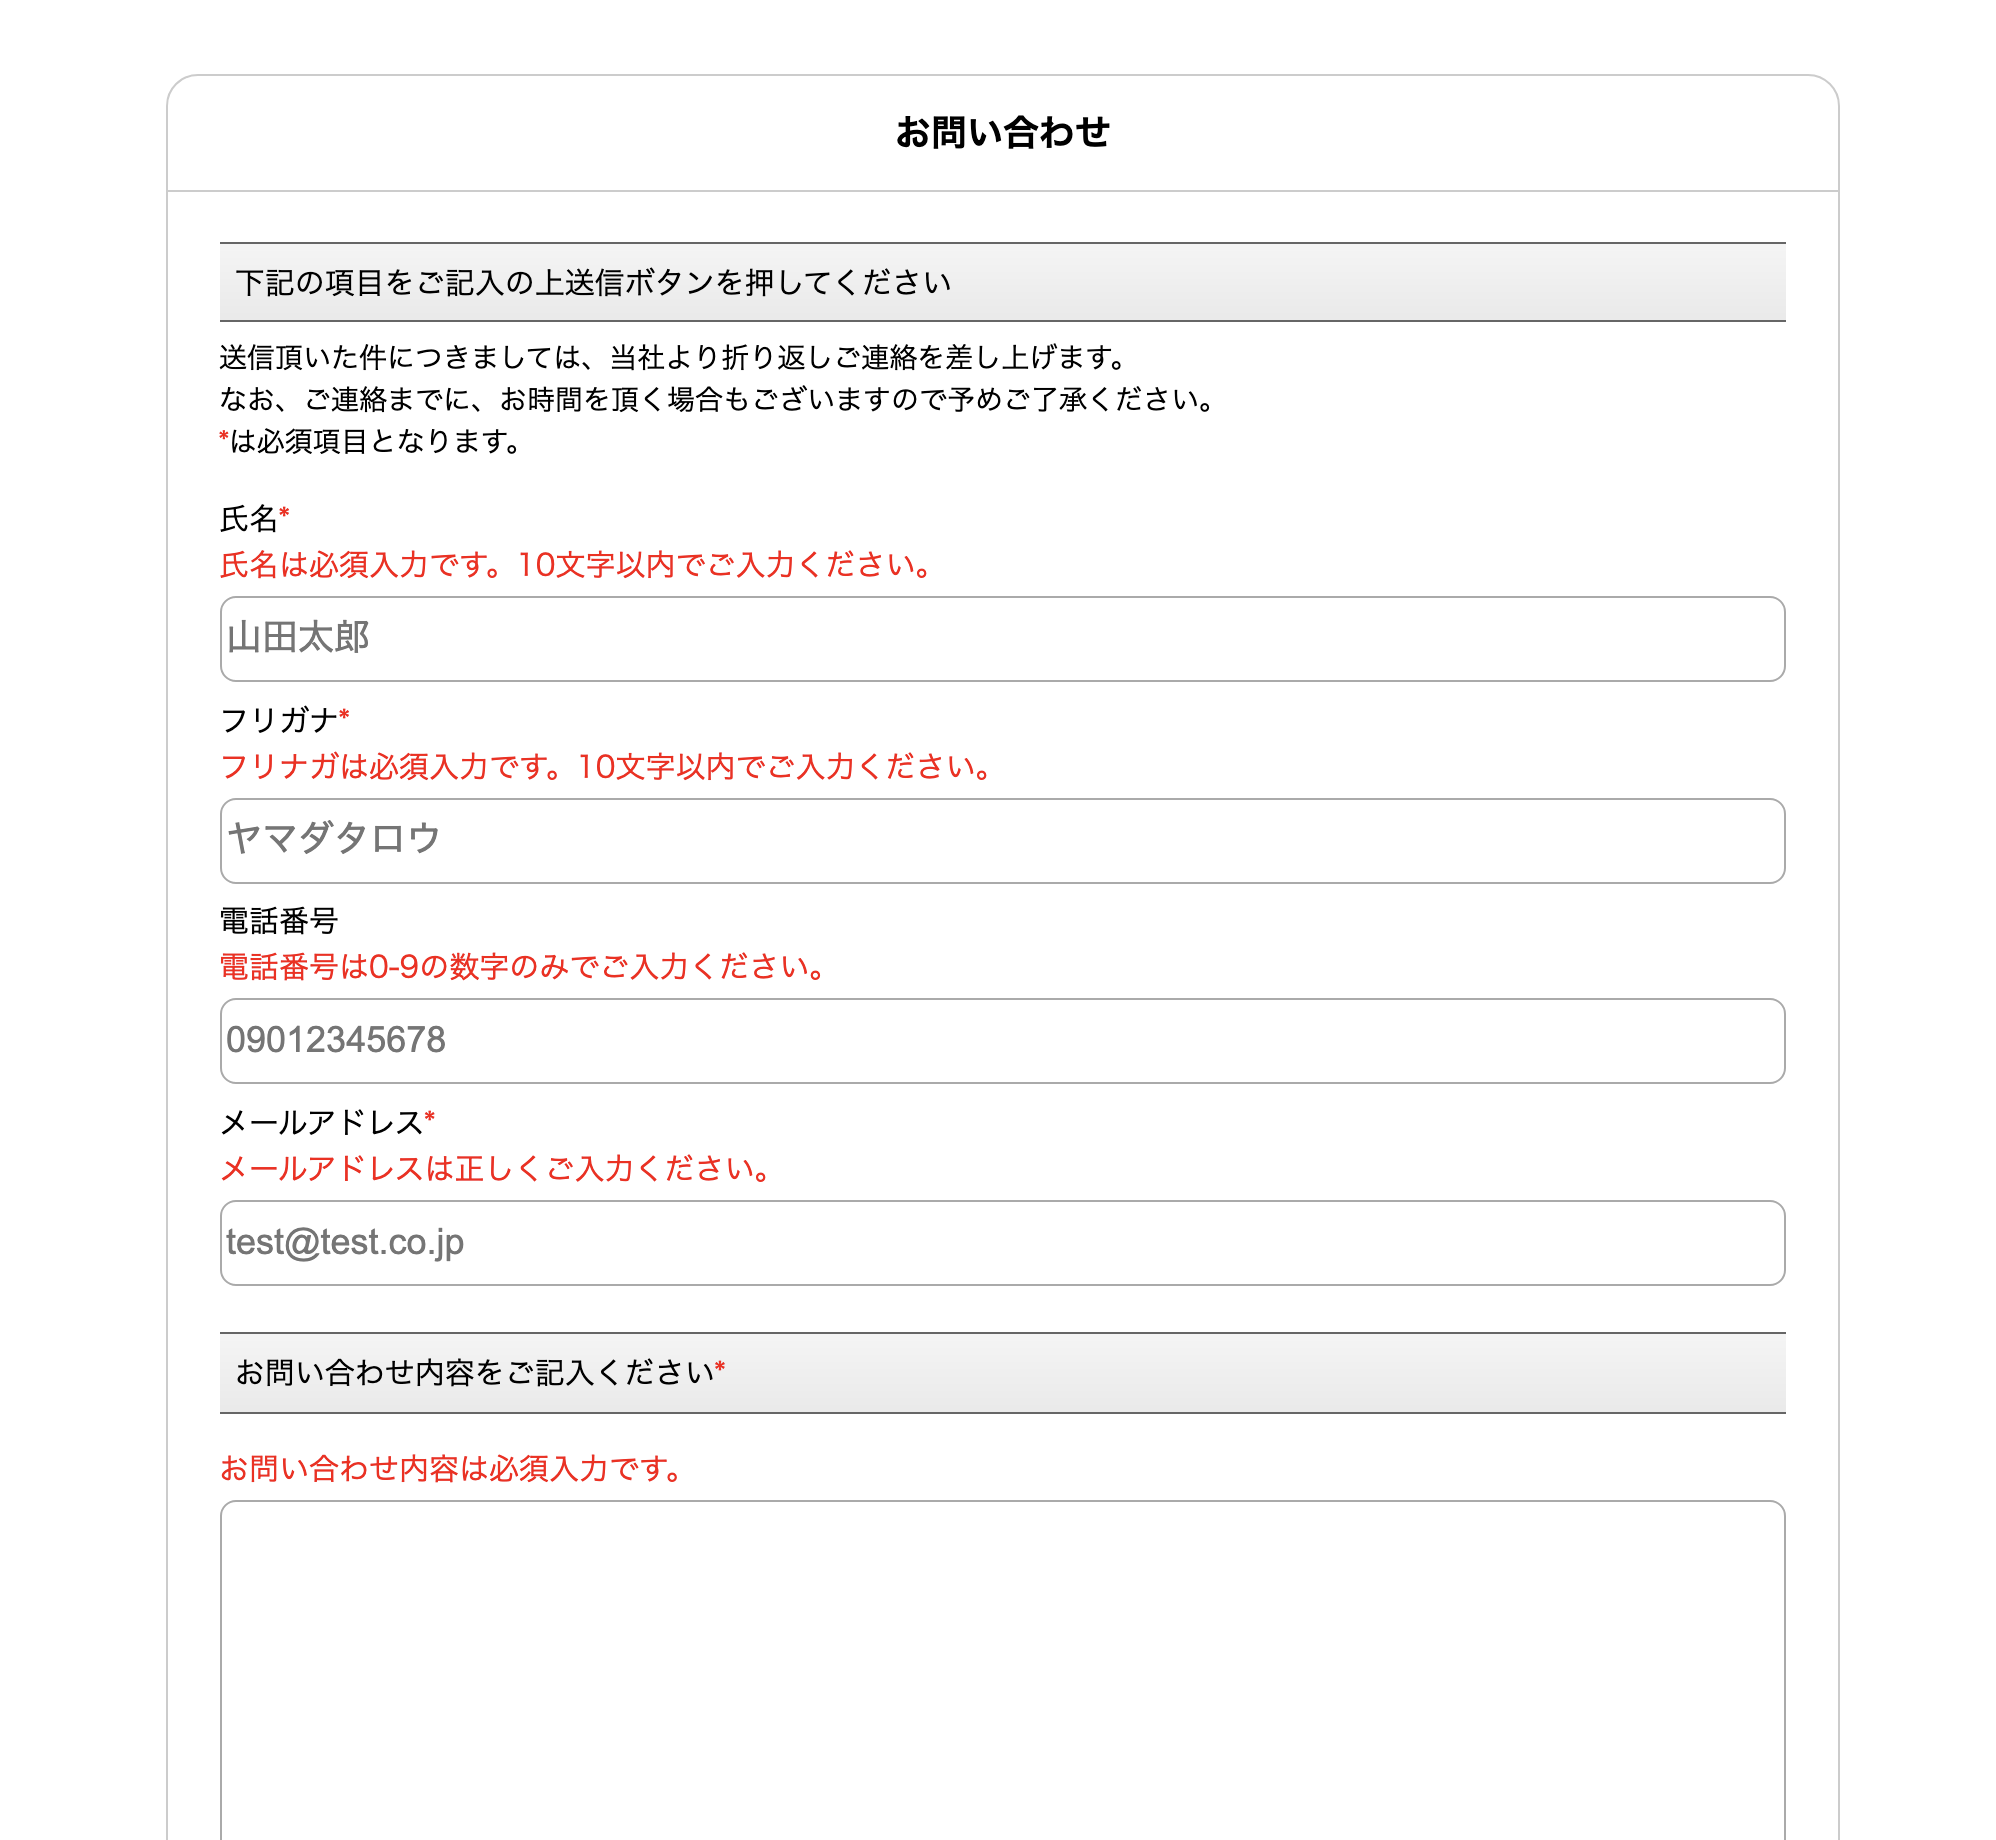 お問い合わせ
下記の項目をご記入の上送信ボタンを押してください
送信頂いた件につきましては、当社より折り返しご連絡を差し上げます。
なお、ご連絡までに、お時間を頂く場合もございますので予めご了承ください。
*は必須項目となります。
氏名*
氏名は必須入力です。10文字以内でご入力ください。
山田太郎
フリガナ*
フリナガは必須入力です。10文字以内でご入力ください。
ヤマダタロウ
電話番号
電話番号は0-9の数字のみでご入力ください。
09012345678
メールアドレス*
メールアドレスは正しくご入力ください。
test@test.co.jp
お問い合わせ内容をご記入ください*
お問い合わせ内容は必須入力です。